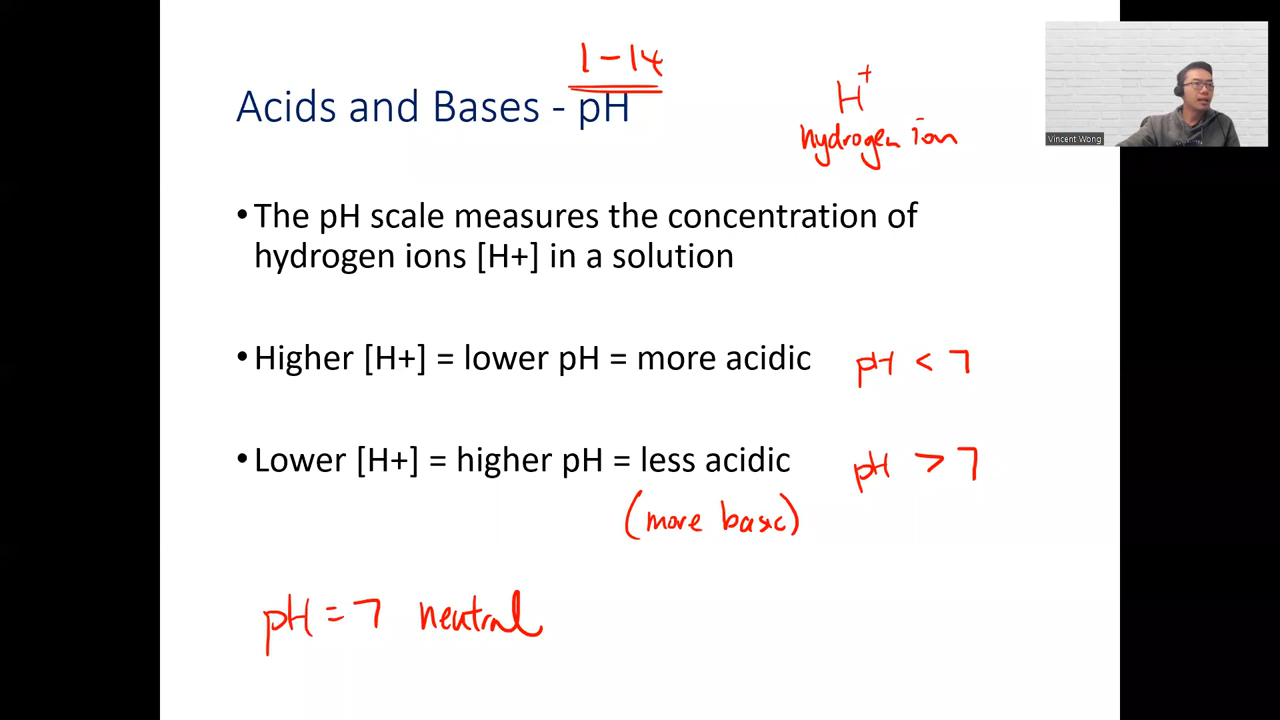 1-14
Acids and Bases - pH
H+
hydrogen ion
Vincent Wong
•The pH scale measures the concentration of
hydrogen ions [H+] in a solution
•Higher [H+] = lower pH = more acidic
pH < 7
•Lower [H+] = higher pH = less acidic
pH > 7
(more basic)
pH = 7 neutral